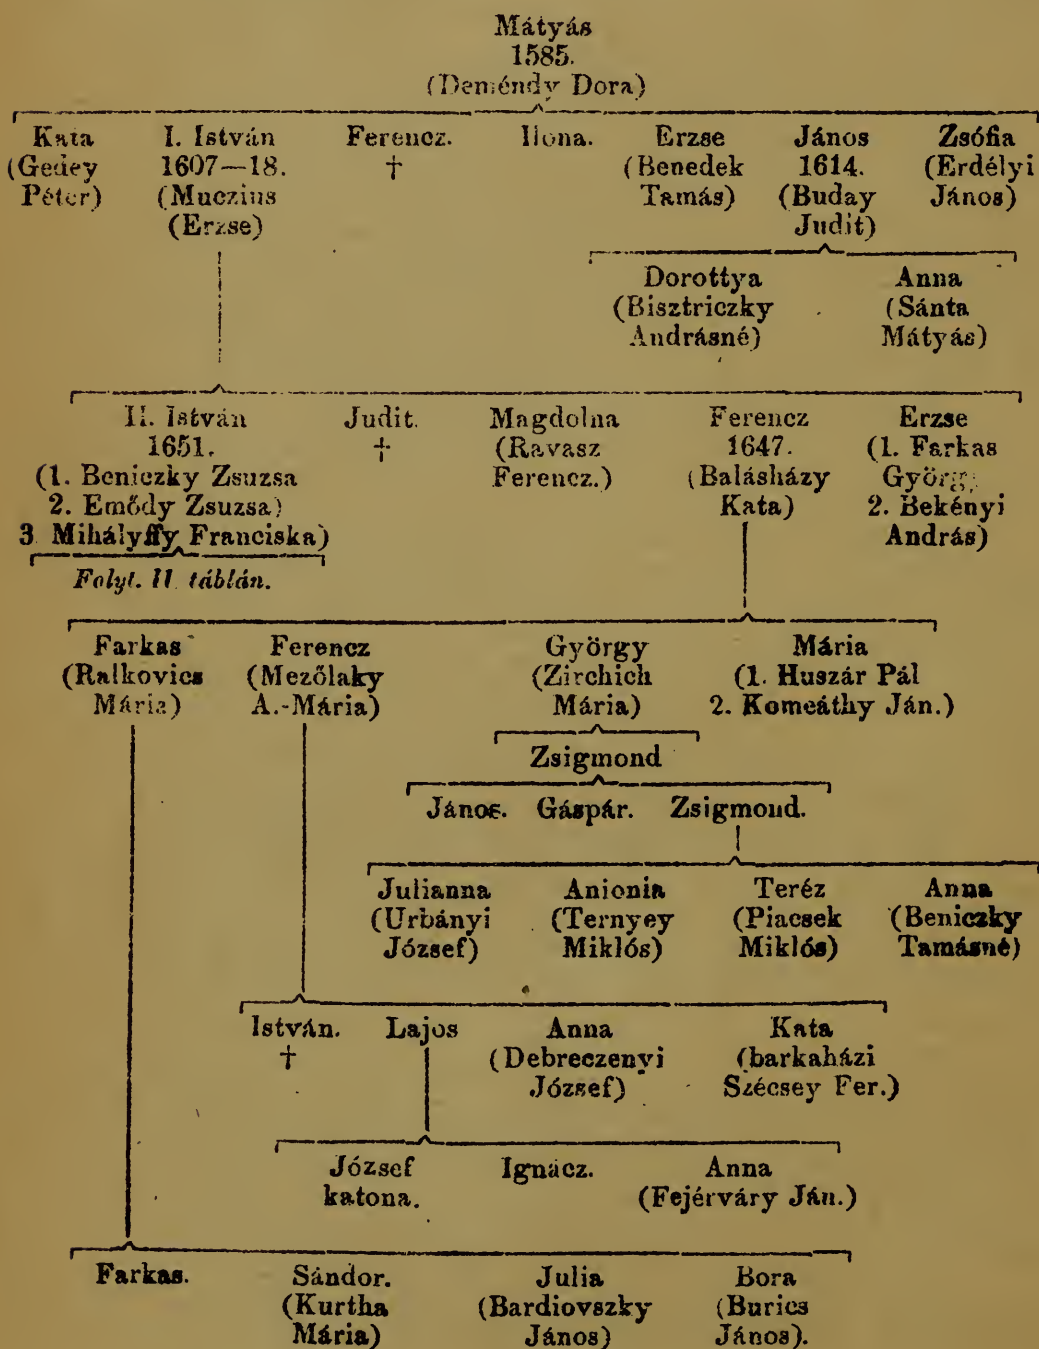 Mátyás
1585.
(Deméndy Dora)
Kata I. István Ferencz. Ilona. Erzse János Zsófia
(Gedey 1607—18. † (Benedek 1614. (Erdélyi
Péter) (Muczius Tamás) (Buday János)
(Erzse) Judit)
Dorottya Anna
(Bisztriczky (Sánta
Andrásné) Mátyás)
II. István Judit. Magdolna Ferencz Erzse
1651. † (Ravasz 1647. (1. Farkas
(1. Beniczky Zsuzsa Ferencz.) (Balásházy György
2. Emődy Zsuzsa) Kata) 2. Bekényi
3 Mihályffy Franciska) András)
Folyt. II. táblán.
Farkas Ferencz György Mária
(Ralkovics (Mezőlaky (Zirchich (1. Huszár Pál
Mária) A.-Mária) Mária) 2. Komeáthy Ján.)
Zsigmond
János. Gáspár. Zsigmond.
Julianna Anionia Teréz Anna
(Urbányi (Ternyey (Piacsek (Beniczky
József) Miklós) Miklós) Tamásné)
István. Lajos Anna Kata
† (Debreczenyi (barkaházi
József) Szécsey Fer.)
József Ignácz. Anna
katona. (Fejérváry Ján.)
Farkas. Sándor. Julia Bora
(Kurtha (Bardiovszky (Burics
Mária) János) János).